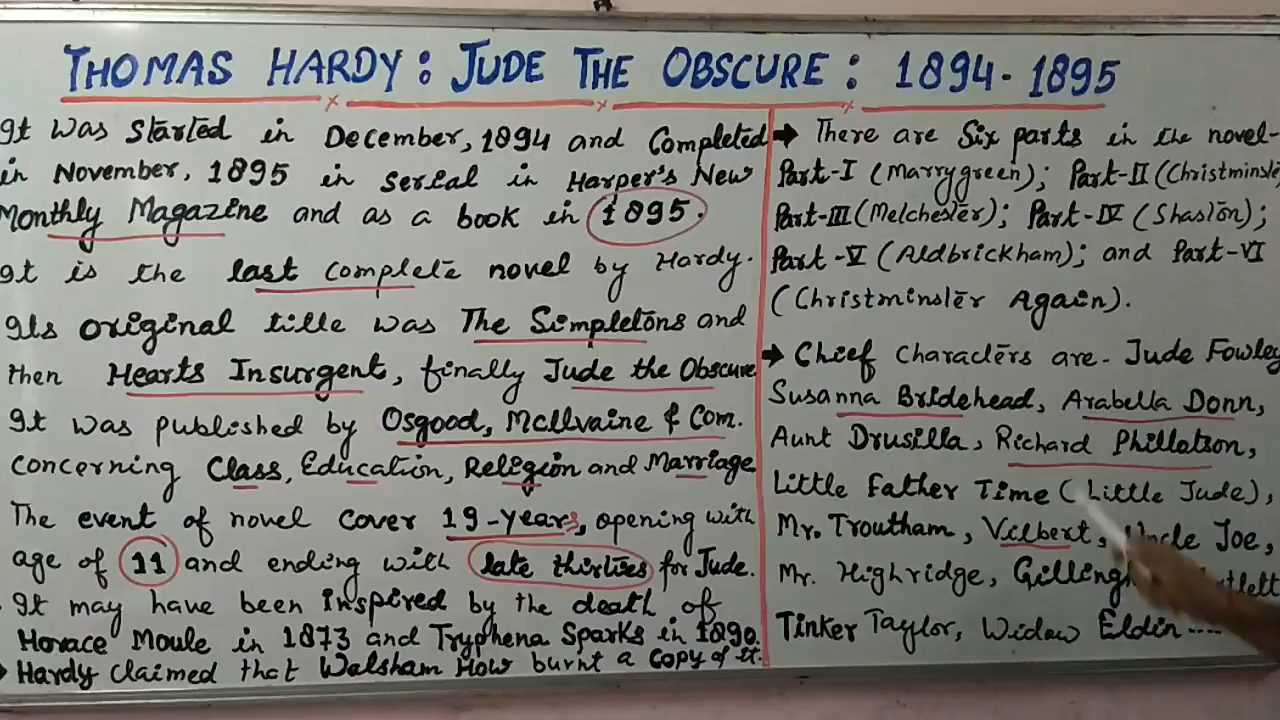 THOMAS HARDY: JUDE THE OBSCURE: 1894-1895
It was started in December, 1894 and Completed
in November, 1895 in serial in Harper's New
Monthly Magazine and as a book in 1895.
It is the last complete novel by Hardy.
Its original title was The Simpletons and
then Hearts Insurgent, finally Jude the Obscure
It was published by Osgood, McIlvaine & Com.
concerning Class, Education, Religion and Marriage
The event of novel cover 19-years, opening with
age of 11 and ending with late thirties for Jude.
It may have been inspired by the death of
Horace Moule in 1873 and Tryphena Sparks in 1890.
Hardy claimed that Walsham How burnt a copy of it.
→ There are Six parts in the novel-
Part-I (Marrygreen); Part-II (Christminste
Part-III (Melchester); Part-IV (Shaston);
Part-V (Aldbrickham); and Part-VI
(Christminster Again).
→ Chief characters are- Jude Fowley
Susanna Bridehead, Arabella Donn,
Aunt Drusilla, Richard Phillotson,
Little Father Time (Little Jude),
Mr. Troutham, Vilbert, Uncle Joe,
Mr. Highridge, Gillingh
Tinker Taylor, Widow Edlin....